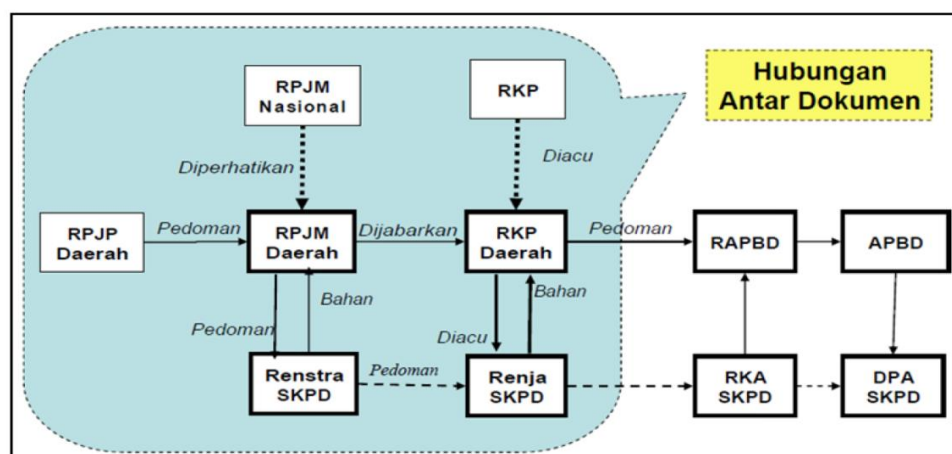 RPJM
Nasional
RKP
Hubungan
Antar Dokumen
Diperhatikan
Diacu
RPJP
Daerah
Pedoman
RPJM
Daerah
Dijabarkan
RKP
Daerah
Pedoman
RAPBD
APBD
Pedoman
Bahan
Diacu
Bahan
Renstra
SKPD
Pedoman
Renja
SKPD
RKA
SKPD
DPA
SKPD